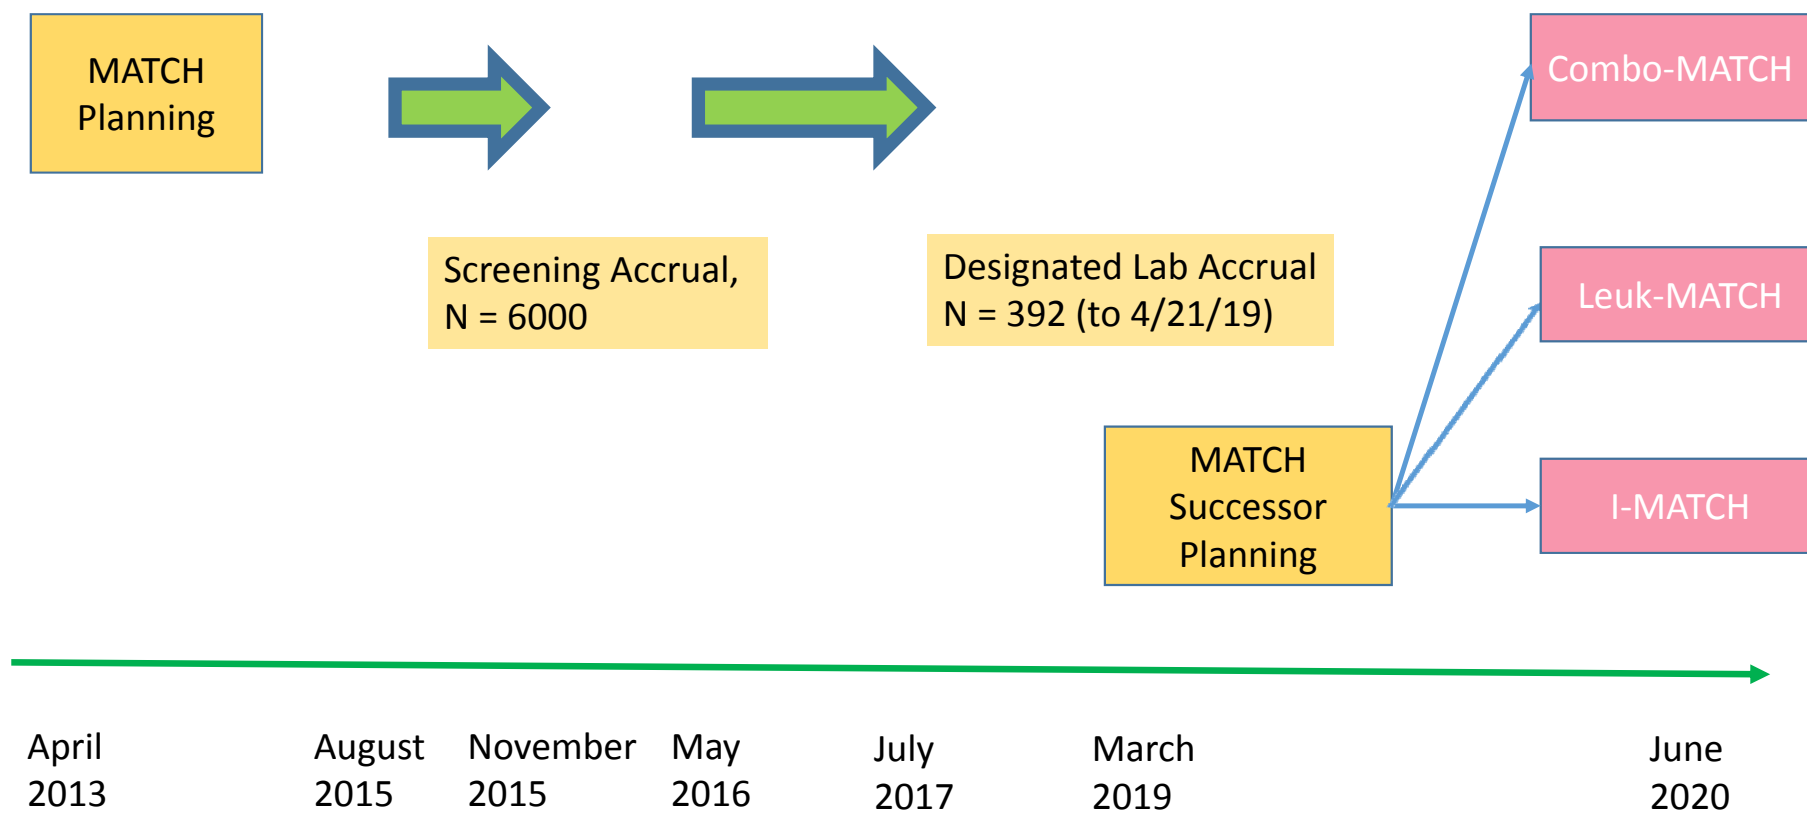 MATCH
Planning
Combo-MATCH
Screening Accrual,
N = 6000
Designated Lab Accrual
N = 392 (to 4/21/19)
Leuk-MATCH
MATCH
Successor
Planning
I-MATCH
April
2013
August
2015
November
2015
May
2016
July
2017
March
2019
June
2020